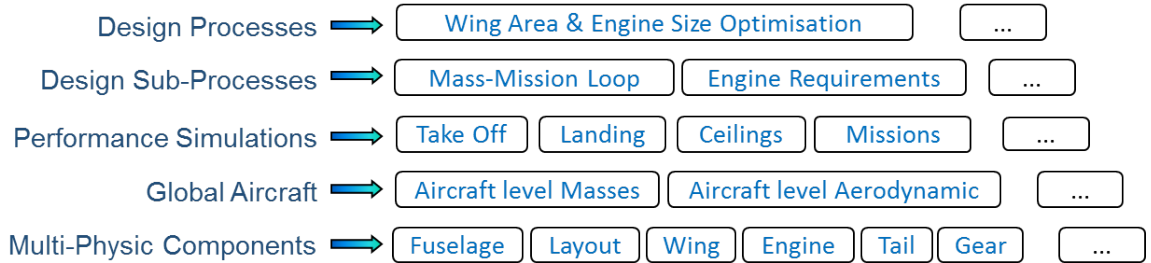 Design Processes Wing Area & Engine Size Optimisation ...
Design Sub-Processes Mass-Mission Loop Engine Requirements ...
Performance Simulations Take Off Landing Ceilings Missions ...
Global Aircraft Aircraft level Masses Aircraft level Aerodynamic ...
Multi-Physic Components Fuselage Layout Wing Engine Tail Gear ...